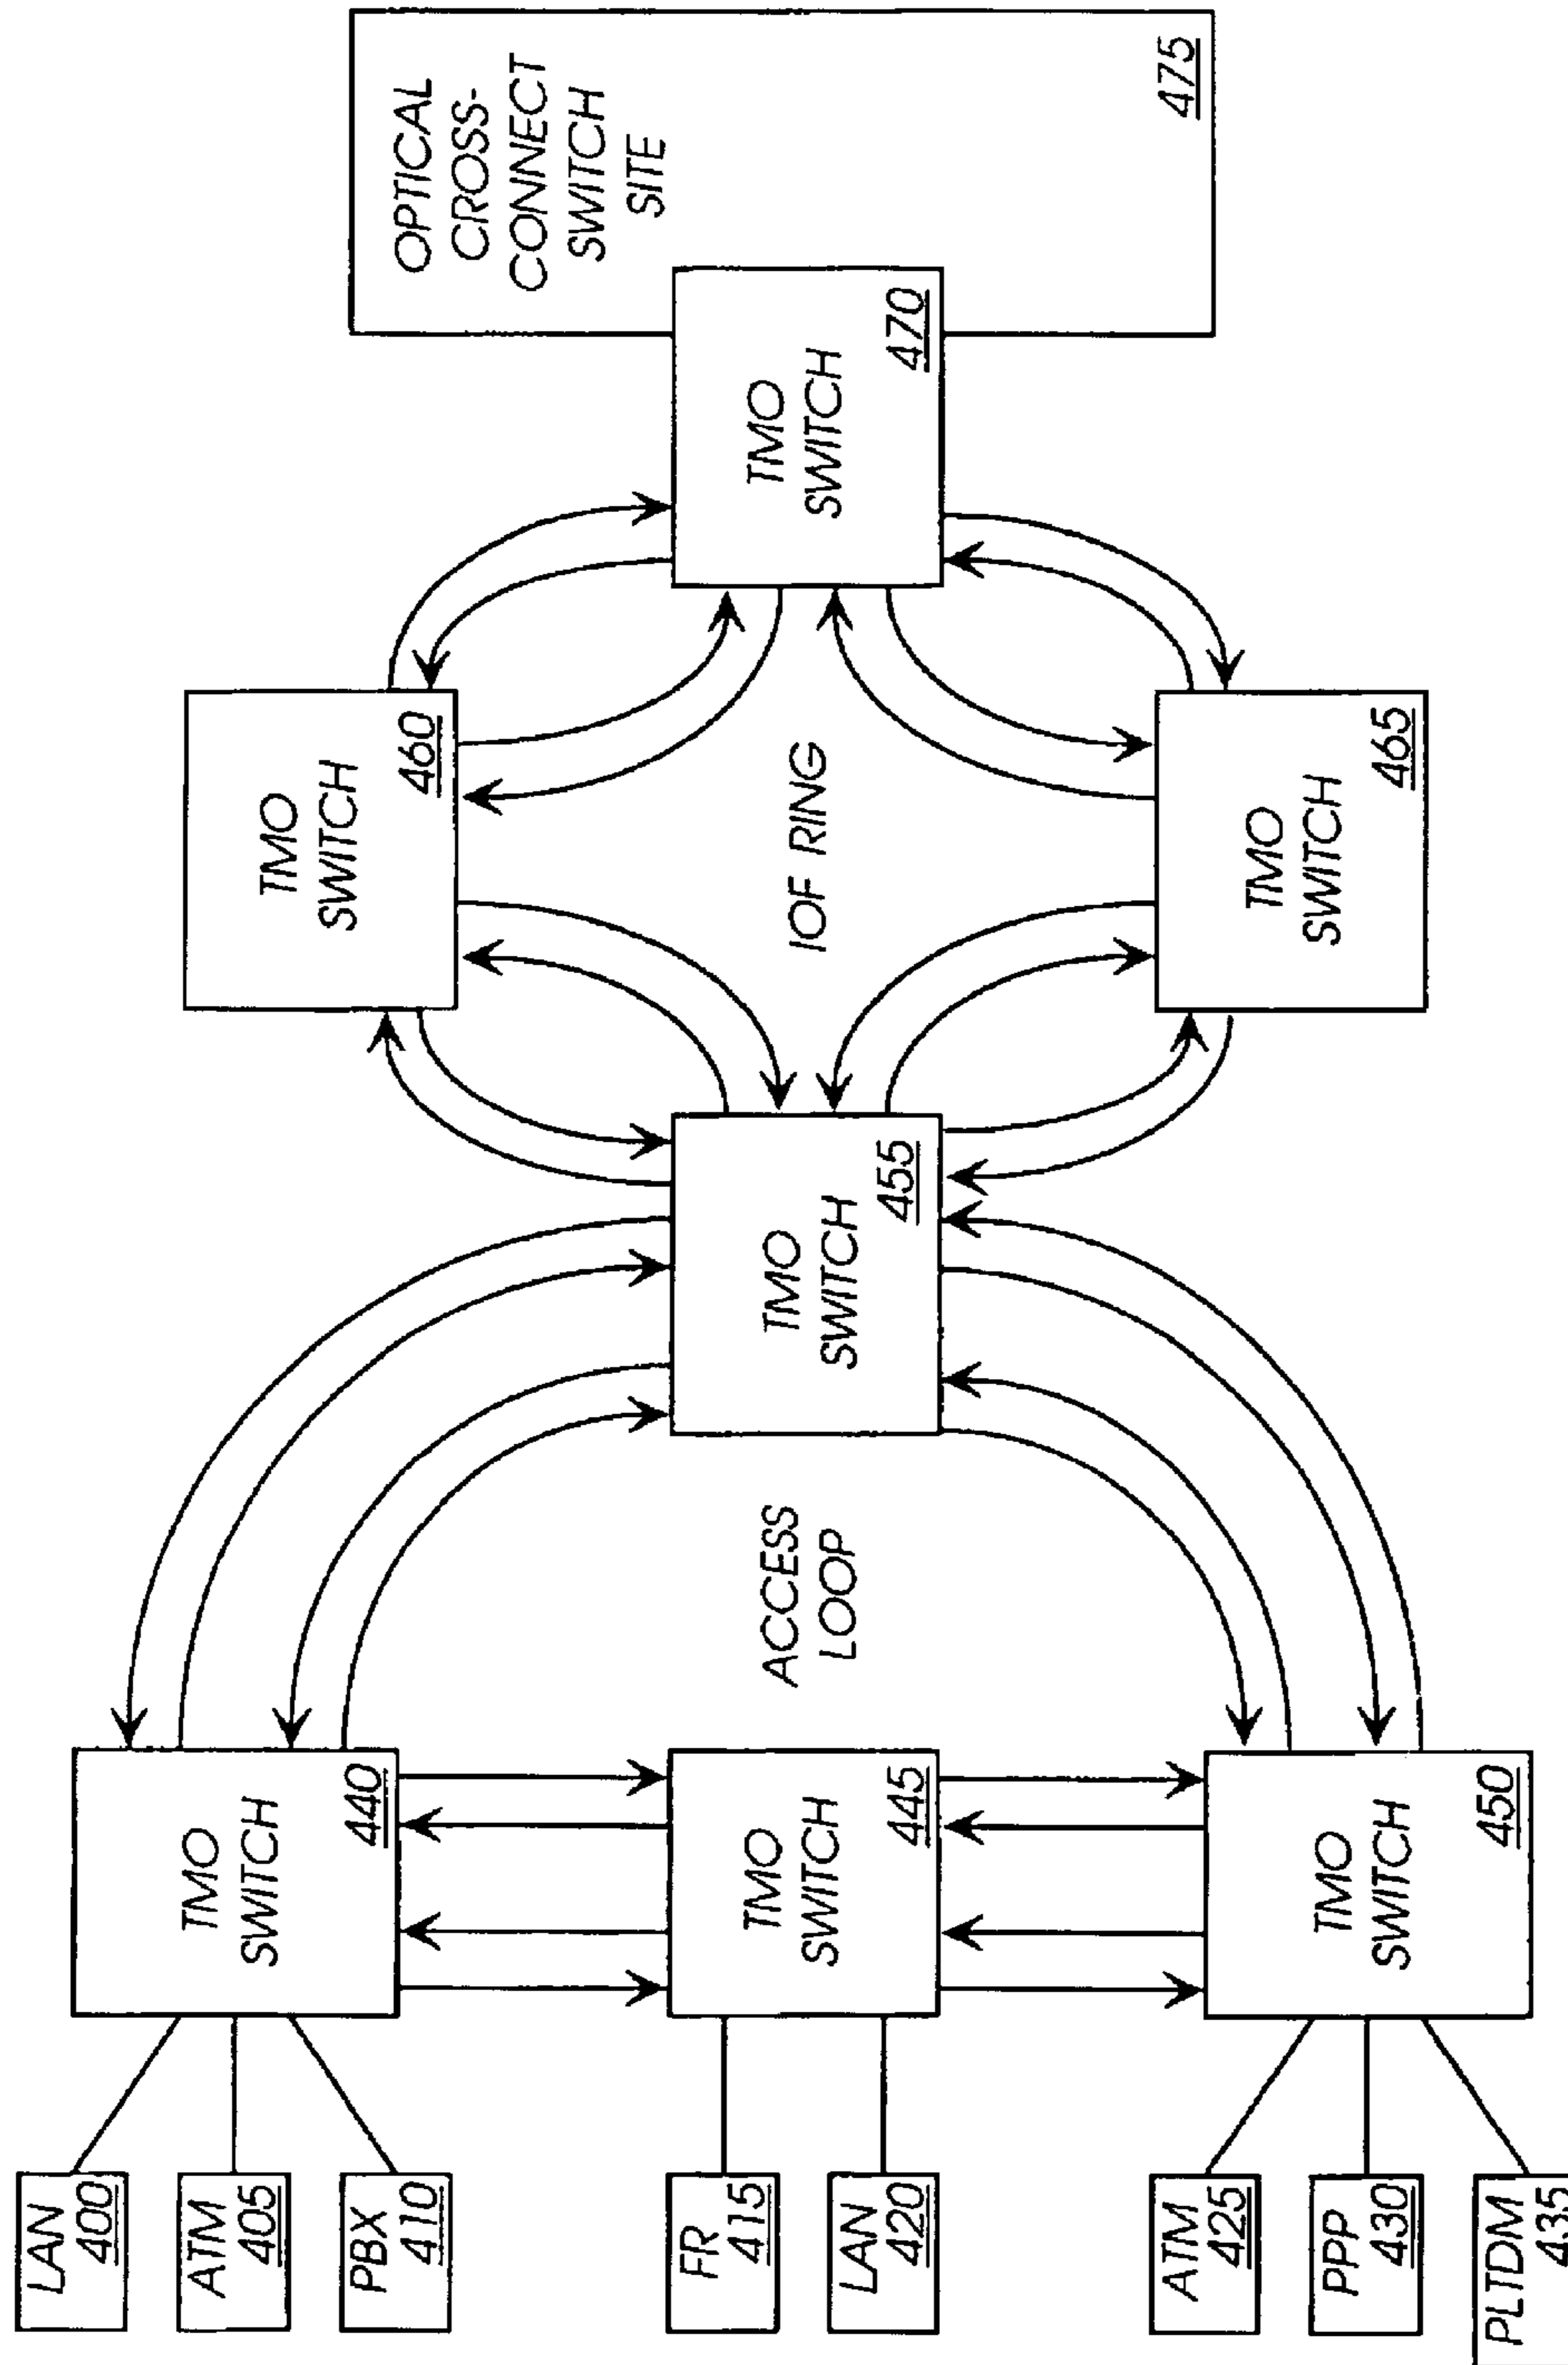 LAN
400
ATM
405
PBX
410
FR
415
LAN
420
ATM
425
PPP
430
PLTDM
435
TMO
SWITCH
440
TMO
SWITCH
445
TMO
SWITCH
450
ACCESS
LOOP
TMO
SWITCH
455
TMO
SWITCH
460
IOF RING
TMO
SWITCH
465
TMO
SWITCH
470
OPTICAL
CROSS-
CONNECT
SWITCH
SITE
475